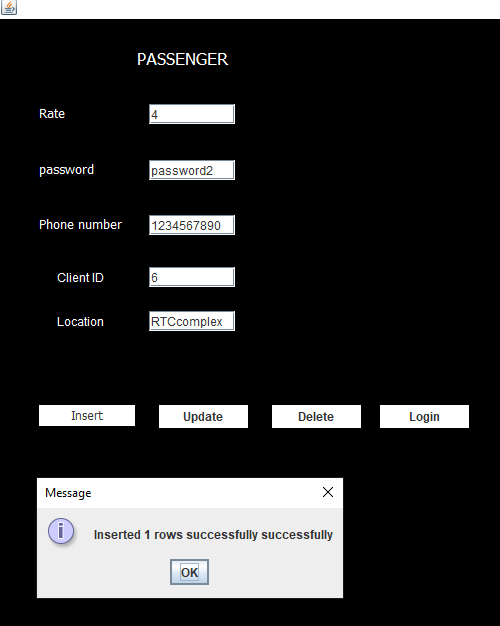 PASSENGER
Rate 4
password password2
Phone number 1234567890
Client ID 6
Location RTCcomplex
Insert Update Delete Login
Message
Inserted 1 rows successfully successfully
OK